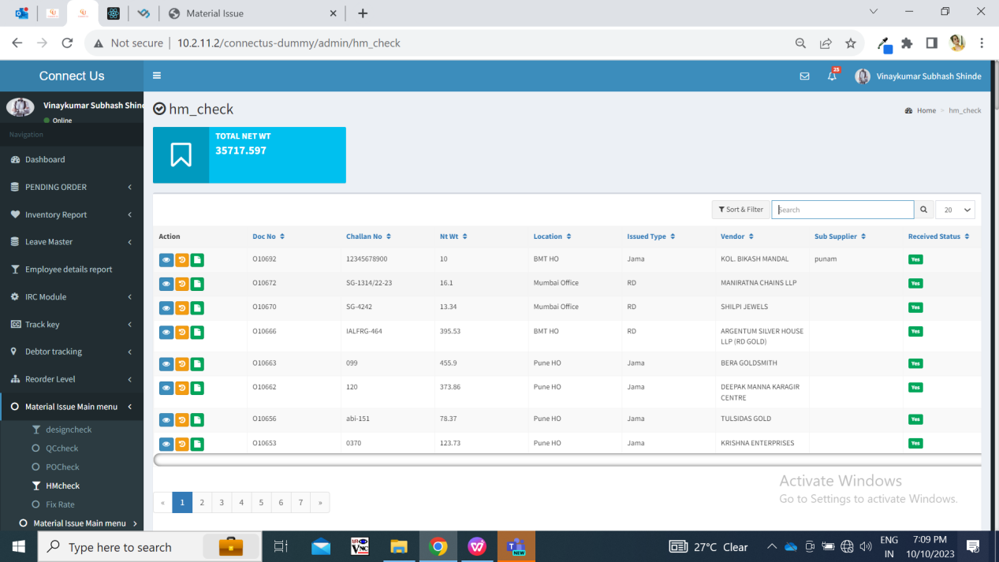 Material Issue
Not secure
10.2.11.2/connectus-dummy/admin/hm_check
Connect Us
25
Vinaykumar Subhash Shinde
Vinaykumar Subhash Shind
Online
Navigation
Dashboard
PENDING ORDER
Inventory Report
Leave Master
Employee details report
IRC Module
Track key
Debtor tracking
Reorder Level
Material Issue Main menu
designcheck
QCcheck
POCheck
HMcheck
Fix Rate
Material Issue Main menu
hm_check
Home > hm_check
TOTAL NET WT
35717.597
Sort & Filter Search 20
Action Doc No Challan No Nt Wt Location Issued Type Vendor Sub Supplier Received Status
O10692 12345678900 10 BMT HO Jama KOL. BIKASH MANDAL punam Yes
O10672 SG-1314/22-23 16.1 Mumbai Office RD MANIRATNA CHAINS LLP Yes
O10670 SG-4242 13.34 Mumbai Office RD SHILPI JEWELS Yes
O10666 IALFRG-464 395.53 BMT HO RD ARGENTUM SILVER HOUSE Yes
LLP (RD GOLD)
O10663 099 455.9 Pune HO Jama BERA GOLDSMITH Yes
O10662 120 373.86 Pune HO Jama DEEPAK MANNA KARAGIR Yes
CENTRE
O10656 abi-151 78.37 Pune HO Jama TULSIDAS GOLD Yes
O10653 0370 123.73 Pune HO Jama KRISHNA ENTERPRISES Yes
« 1 2 3 4 5 6 7 »
Activate Windows
Go to Settings to activate Windows.
Type here to search
VNC
NEW
27°C Clear
ENG
IN
7:09 PM
10/10/2023